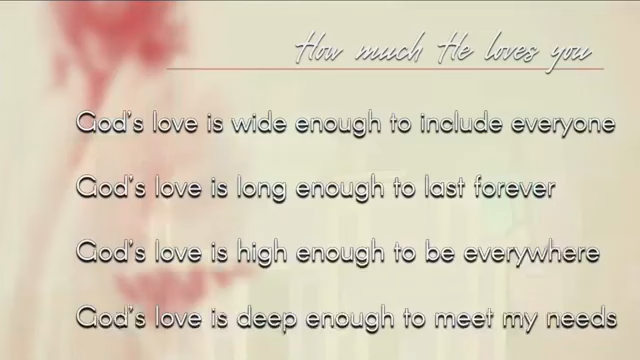 How much He loves you
God's love is wide enough to include everyone
God's love is long enough to last forever
God's love is high enough to be everywhere
God's love is deep enough to meet my needs